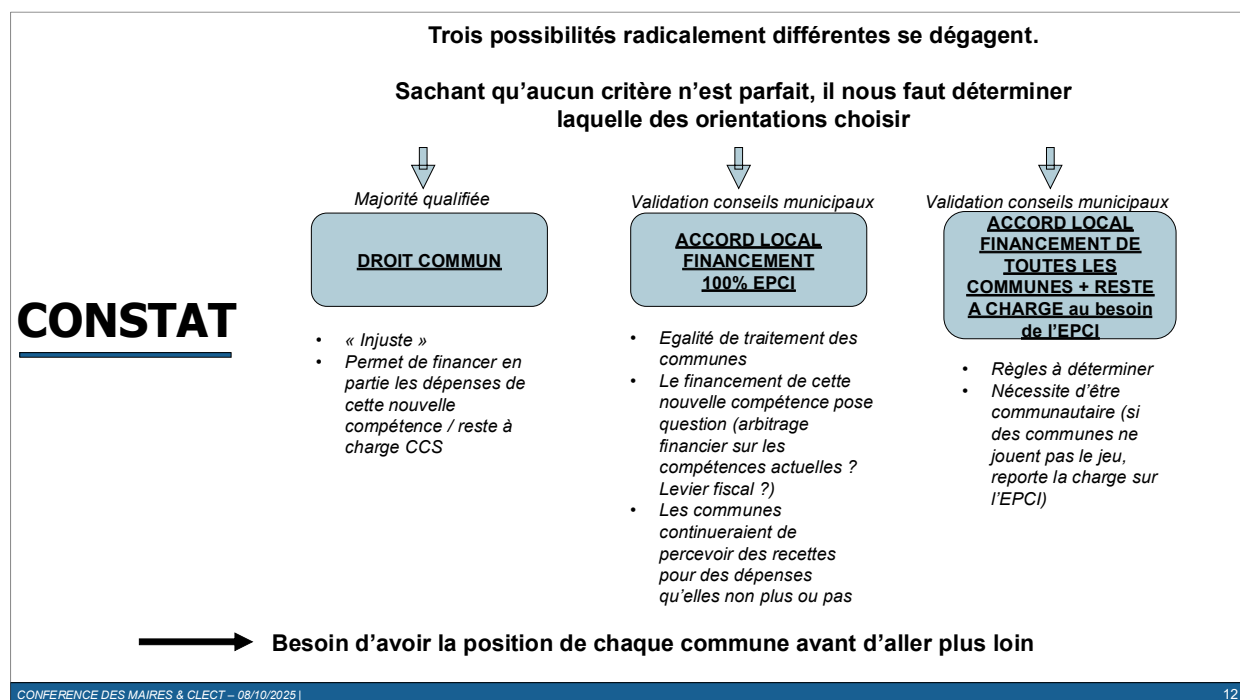 Trois possibilités radicalement différentes se dégagent.
Sachant qu’aucun critère n’est parfait, il nous faut déterminer
laquelle des orientations choisir
CONSTAT
Majorité qualifiée
DROIT COMMUN
• « Injuste »
• Permet de financer en
partie les dépenses de
cette nouvelle
compétence / reste à
charge CCS
Validation conseils municipaux
ACCORD LOCAL
FINANCEMENT
100% EPCI
• Egalité de traitement des
communes
• Le financement de cette
nouvelle compétence pose
question (arbitrage
financier sur les
compétences actuelles ?
Levier fiscal ?)
• Les communes
continueraient de
percevoir des recettes
pour des dépenses
qu’elles non plus ou pas
Validation conseils municipaux
ACCORD LOCAL
FINANCEMENT DE
TOUTES LES
COMMUNES + RESTE
A CHARGE au besoin
de l’EPCI
• Règles à déterminer
• Nécessite d’être
communautaire (si
des communes ne
jouent pas le jeu,
reporte la charge sur
l’EPCI)
Besoin d’avoir la position de chaque commune avant d’aller plus loin
CONFERENCE DES MAIRES & CLECT – 08/10/2025 |
12